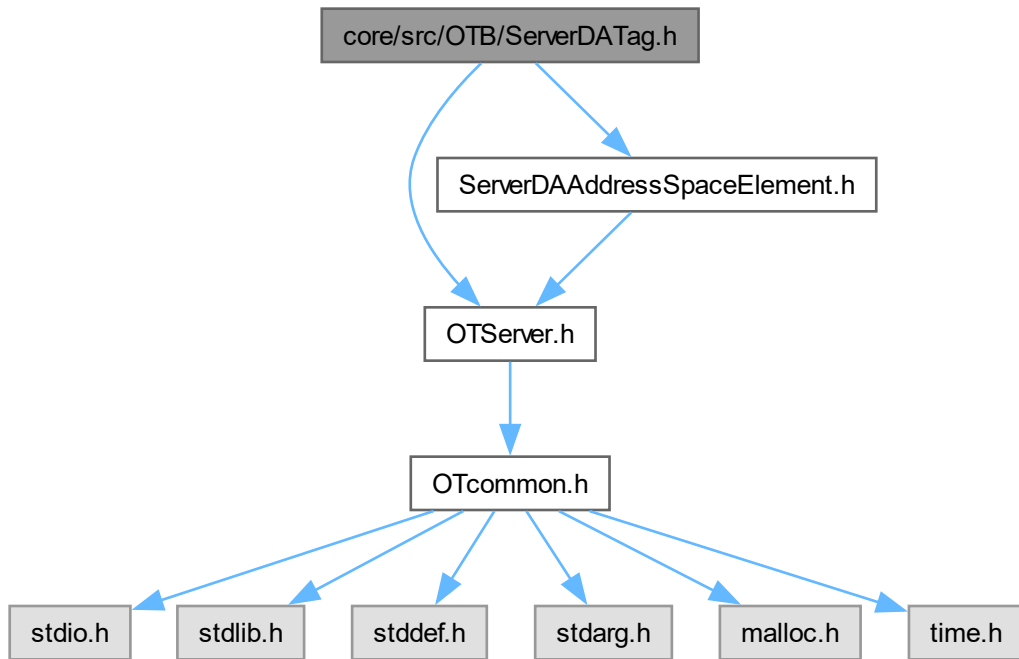 core/src/OTB/ServerDATag.h
ServerDAAddressSpaceElement.h
OTServer.h
OTcommon.h
stdio.h
stdlib.h
stddef.h
stdarg.h
malloc.h
time.h